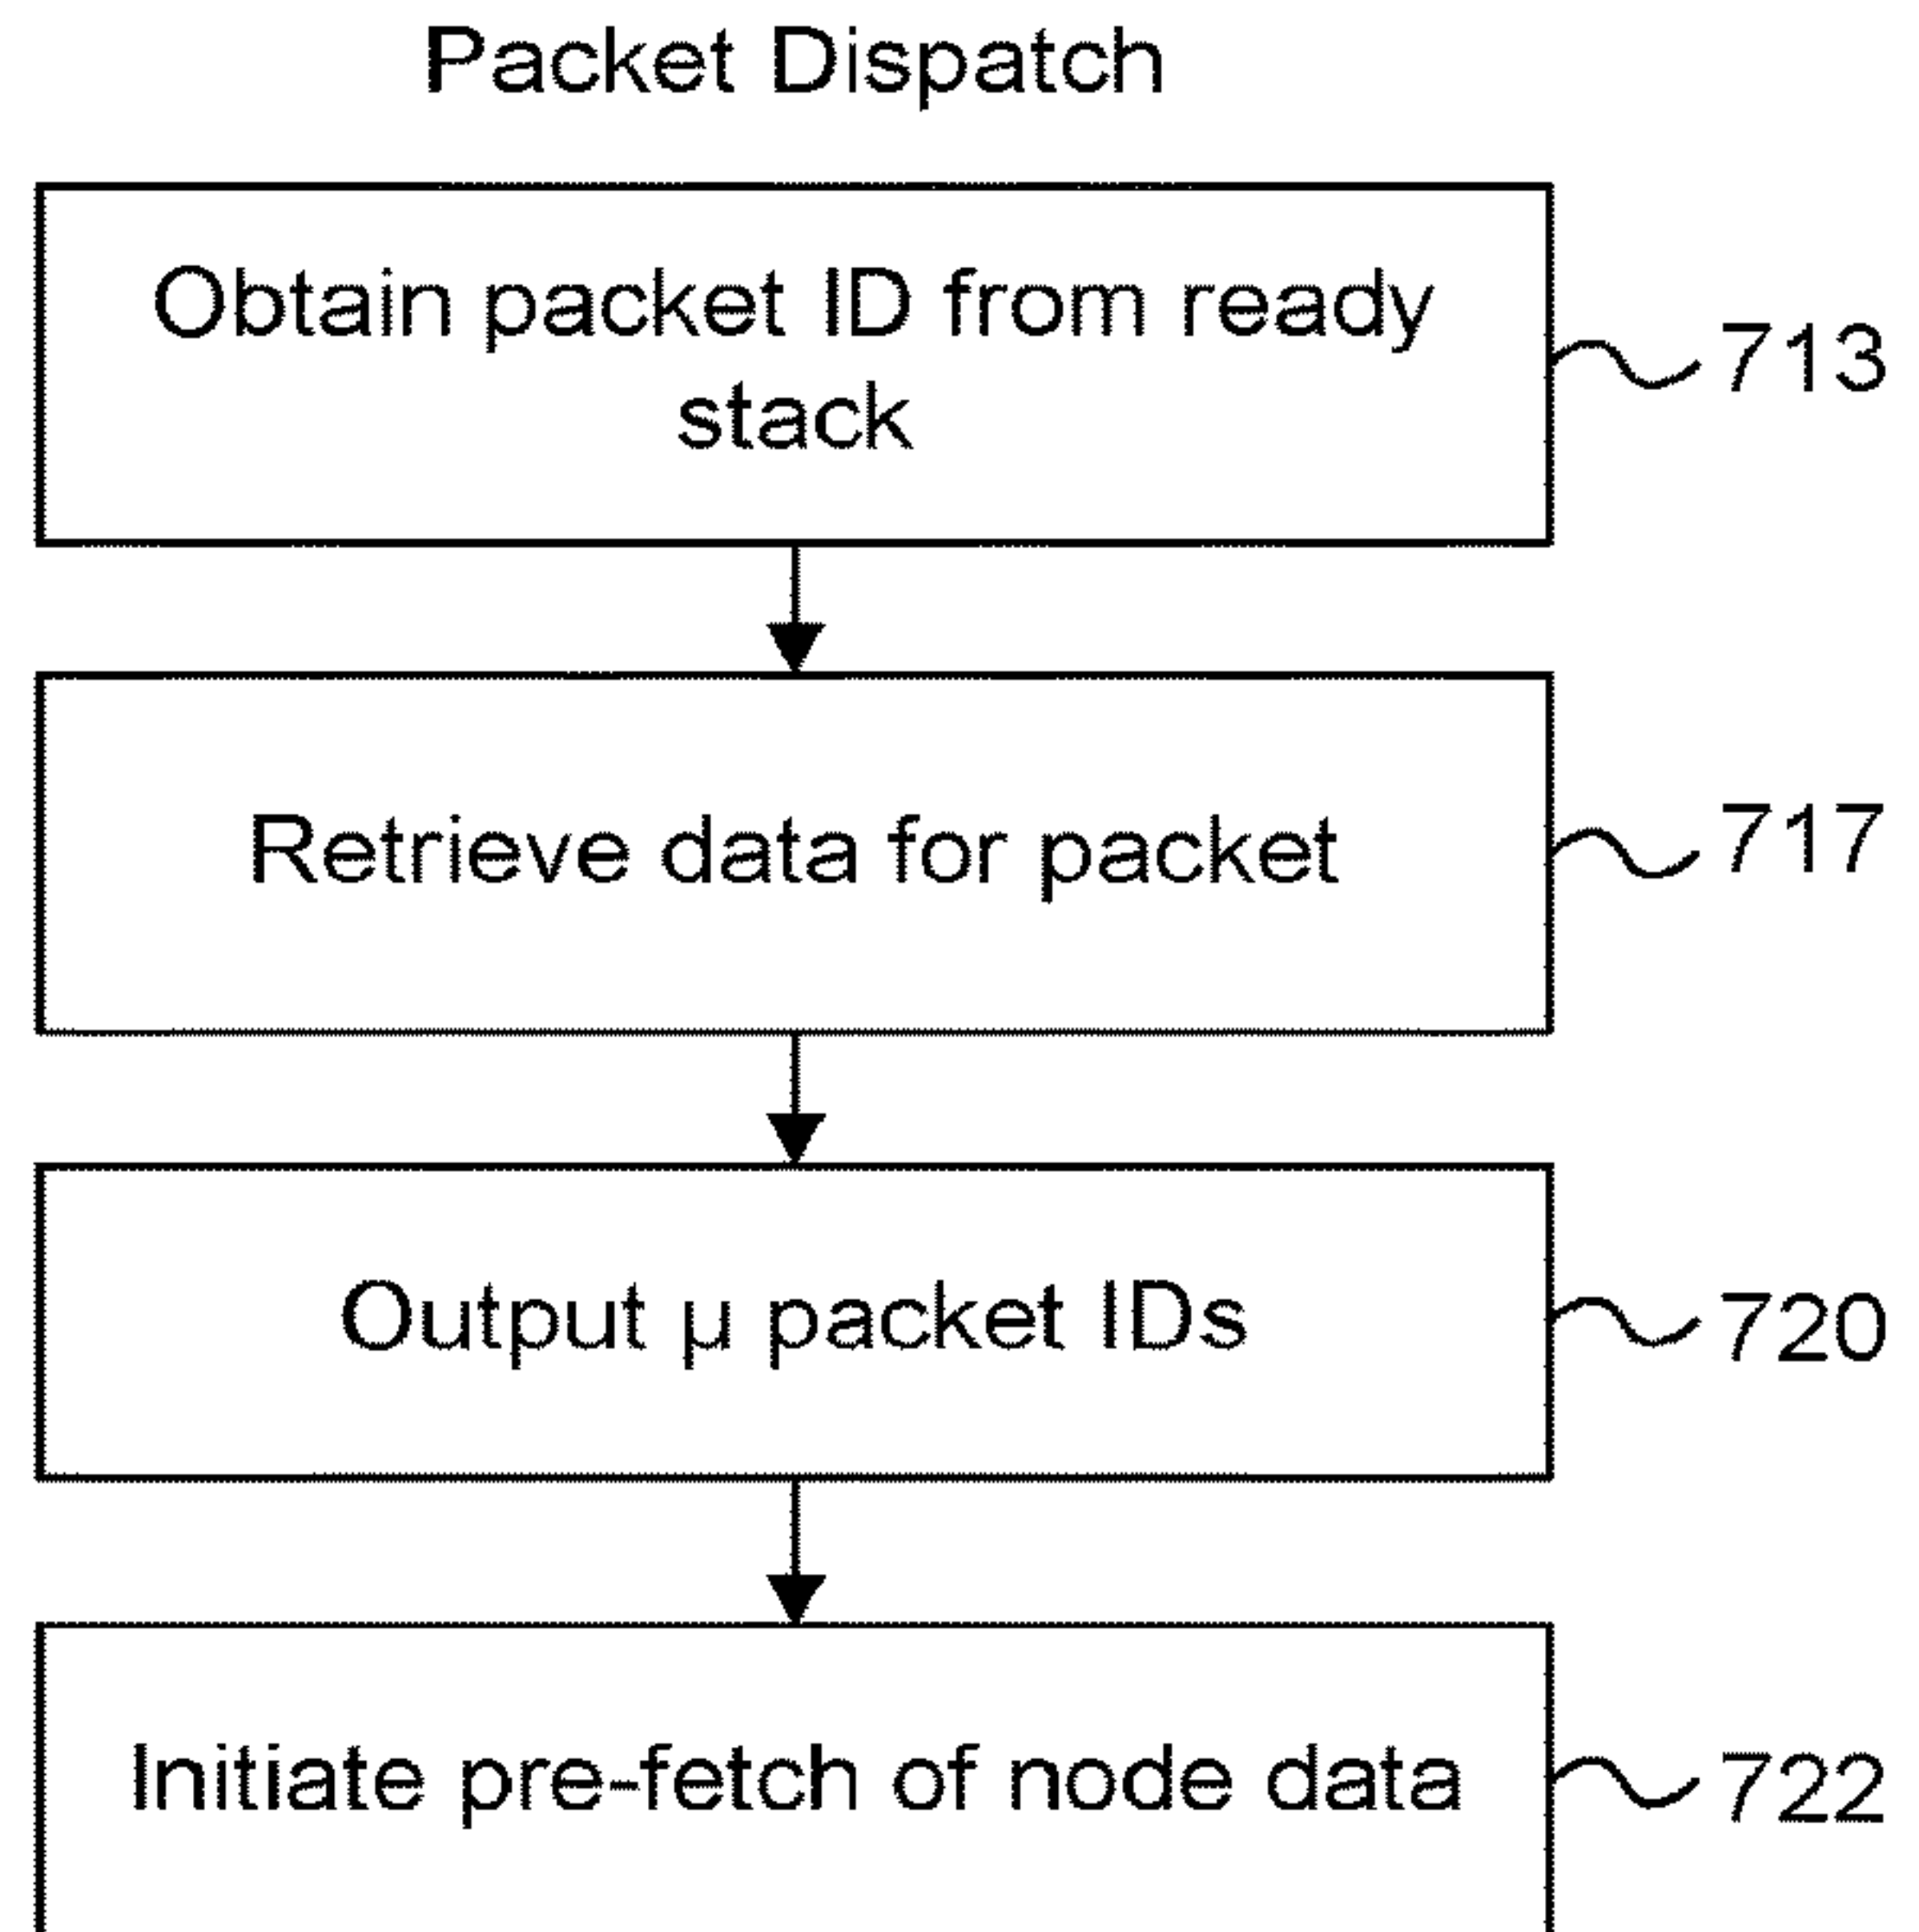 Packet Dispatch
Obtain packet ID from ready
stack
713
Retrieve data for packet
717
Output µ packet IDs
720
Initiate pre-fetch of node data
722